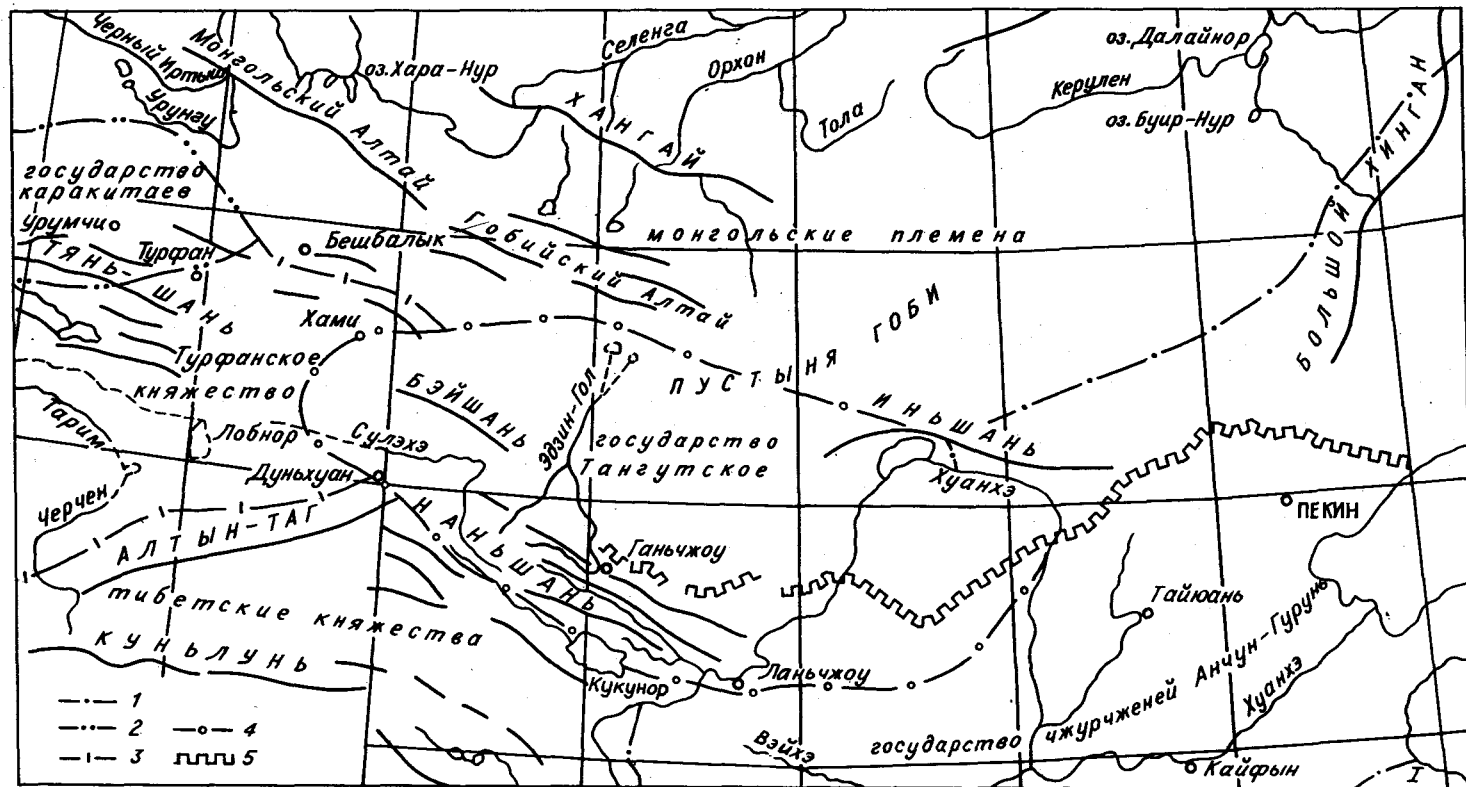 Черный Иртыш
Урунгу
Монгольский Алтай
оз.Хара-Нур
Селенга
Орхон
ХАНГАЙ
Тола
Керулен
оз.Далайнор
оз.Буир-Нур
БОЛЬШОЙ ХИНГАН
государство
каракитаев
Урумчи
Турфан
Бешбалык
Гобийский Алтай
монгольские племена
ТЯНЬ-
ШАНЬ
Хами
ПУСТЫНЯ ГОБИ
Турфанское
княжество
БЭЙШАНЬ
Эдзин-Гол
ИНЬШАНЬ
Тарим
Лобнор
Сулэхэ
государство
Тангутское
Дуньхуан
Хуанхэ
ПЕКИН
Черчен
АЛТЫН-ТАГ
НАНЬШАНЬ
Ганьчжоу
Тайюань
тибетские княжества
КУНЬЛУНЬ
Кукунор
Ланьчжоу
государство чжурчженей Анчун-Гурунь
Хуанхэ
Вэйхэ
Кайфын
1
2
3
4
5
I